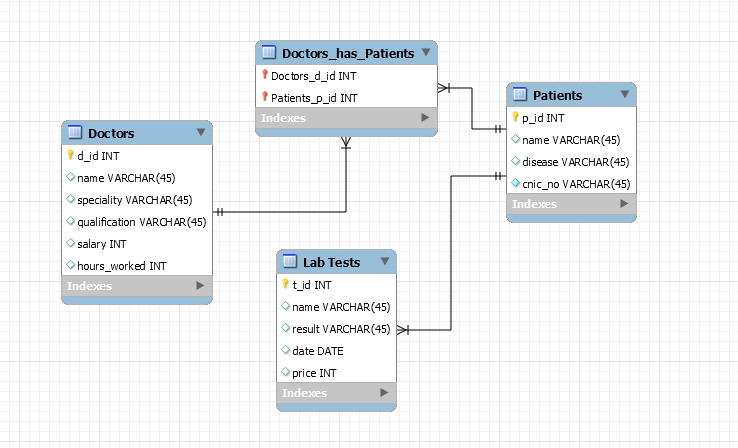 Doctors_has_Patients
Doctors_d_id INT
Patients_p_id INT
Indexes
Patients
p_id INT
name VARCHAR(45)
disease VARCHAR(45)
cnic_no VARCHAR(45)
Indexes
Doctors
d_id INT
name VARCHAR(45)
speciality VARCHAR(45)
qualification VARCHAR(45)
salary INT
hours_worked INT
Indexes
Lab Tests
t_id INT
name VARCHAR(45)
result VARCHAR(45)
date DATE
price INT
Indexes